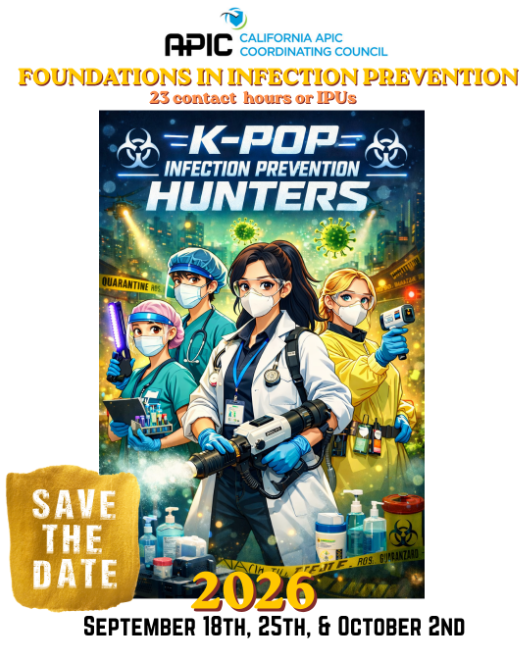 APIC
CALIFORNIA APIC
COORDINATING COUNCIL
FOUNDATIONS IN INFECTION PREVENTION
23 contact hours or IPUs
K-POP
INFECTION PREVENTION
HUNTERS
QUARANTINE
SAVE
THE
DATE
2026
SEPTEMBER 18TH, 25TH, & OCTOBER 2ND